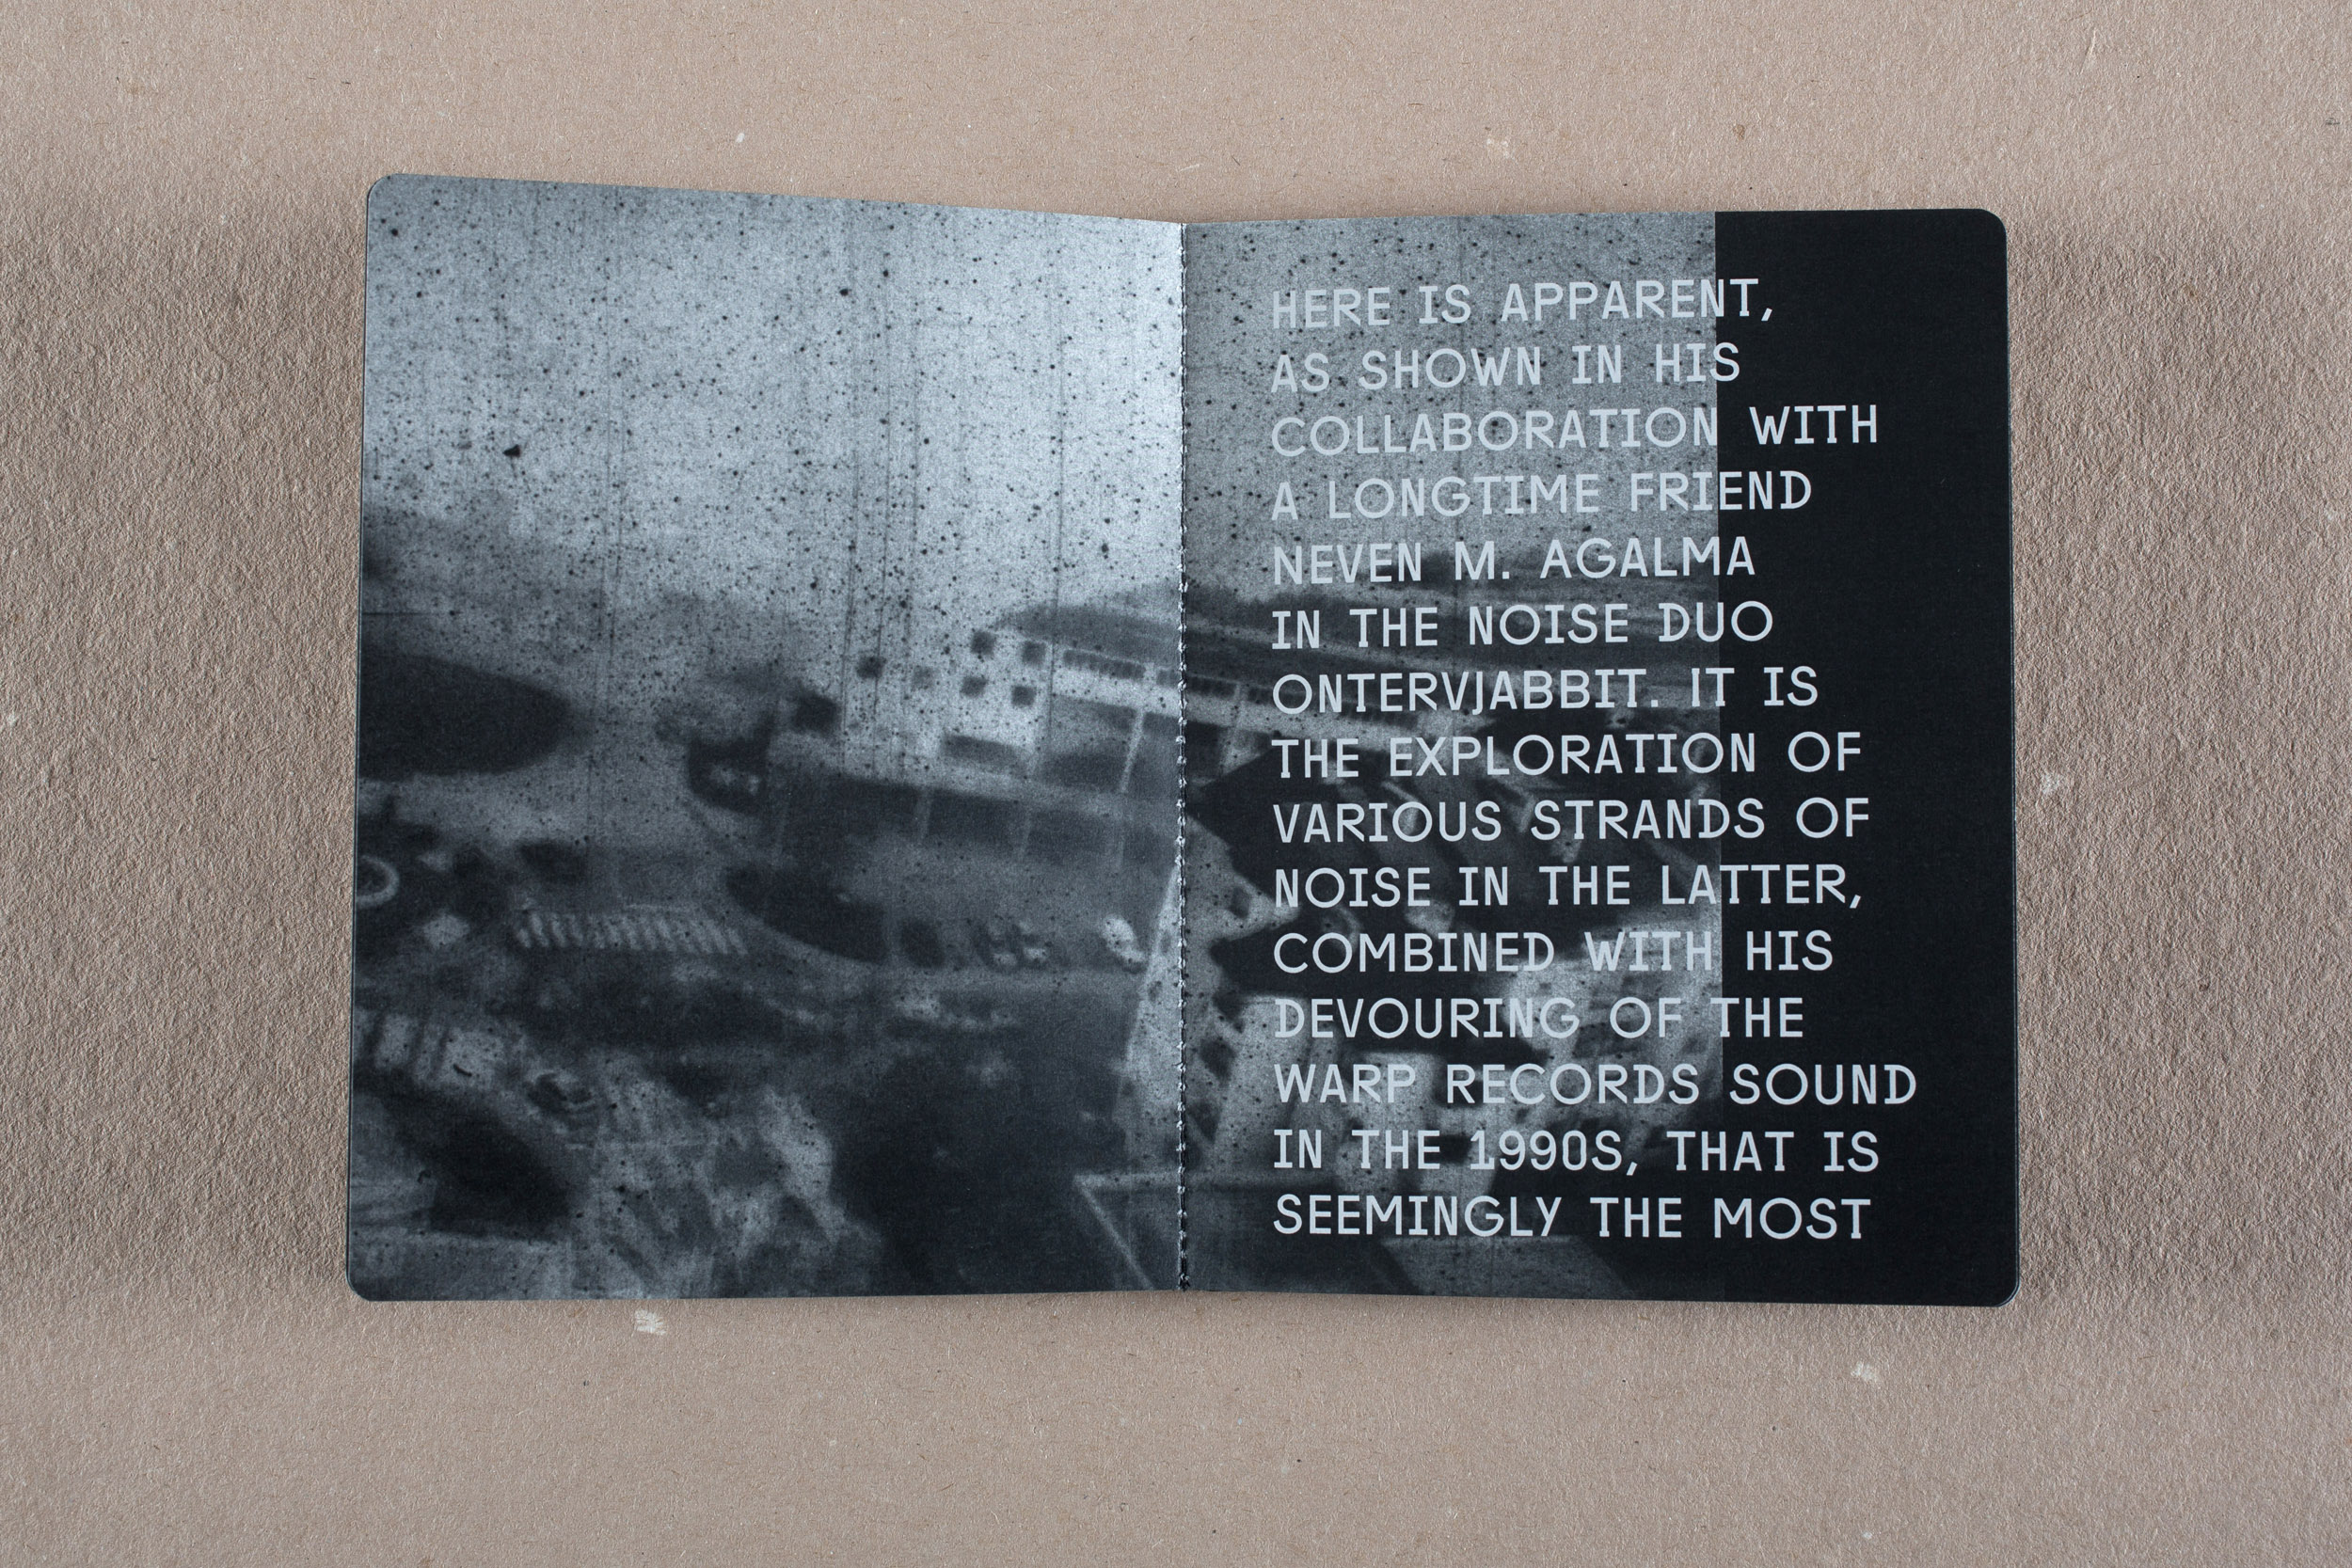 HERE IS APPARENT,
AS SHOWN IN HIS
COLLABORATION WITH
A LONGTIME FRIEND
NEVEN M. AGALMA
IN THE NOISE DUO
ONTERVJABBIT. IT IS
THE EXPLORATION OF
VARIOUS STRANDS OF
NOISE IN THE LATTER,
COMBINED WITH HIS
DEVOURING OF THE
WARP RECORDS SOUND
IN THE 1990S, THAT IS
SEEMINGLY THE MOST